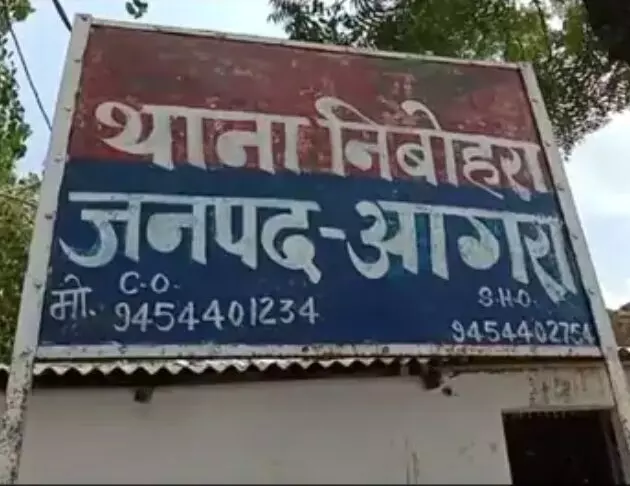 थाना निबोहरा
जनपद-आगरा
मो. C.O. 9454401234
S.H.O. 9454402754